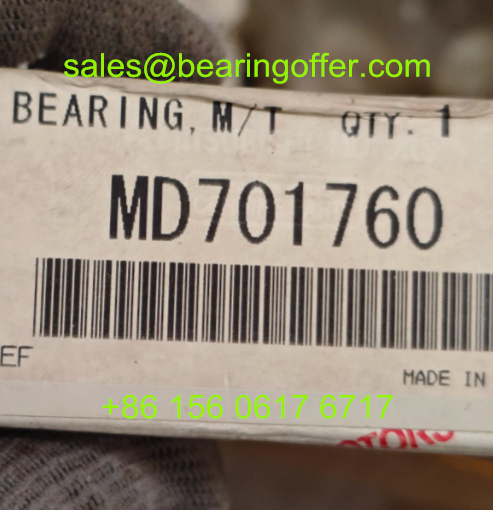 sales@bearingoffer.com
BEARING, M/T QTY. 1
MD701760
EF
MADE IN
+86 156 0617 6717